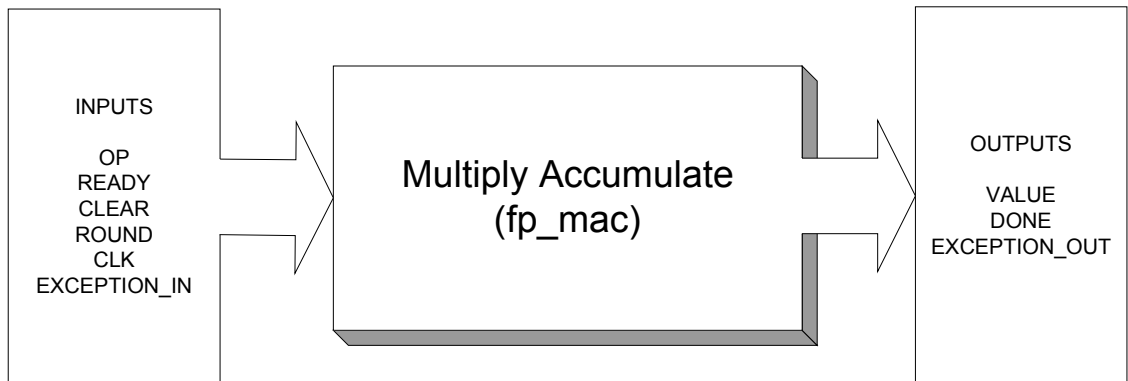 INPUTS
OP
READY
CLEAR
ROUND
CLK
EXCEPTION_IN
Multiply Accumulate
(fp_mac)
OUTPUTS
VALUE
DONE
EXCEPTION_OUT